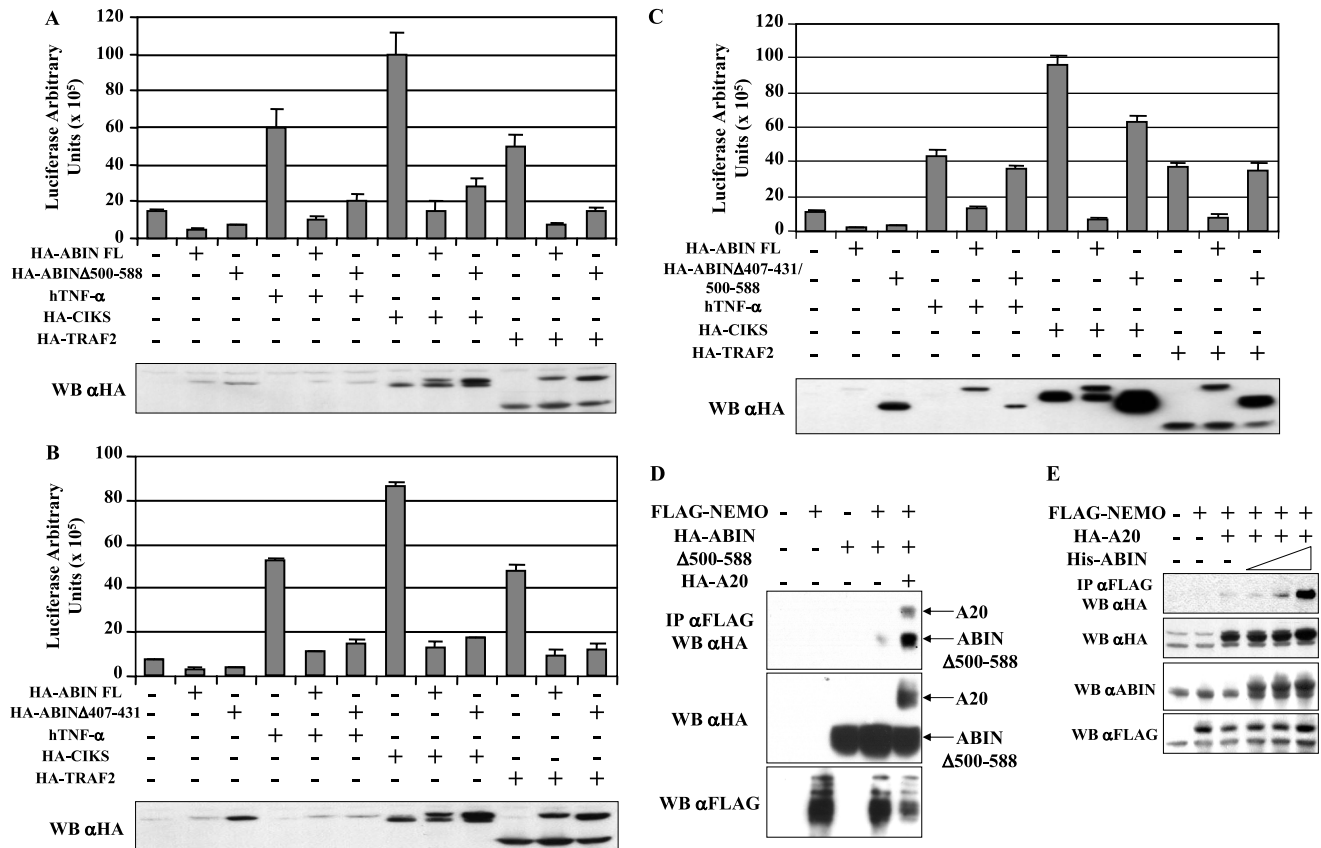 A
120
100
80
60
40
20
0
Luciferase Arbitrary
Units (x 10⁵)
HA-ABIN FL - + - - + - - + - - + -
HA-ABINΔ500-588 - - + - - + - - + - - +
hTNF-α - - - + + + - - - - - -
HA-CIKS - - - - - - + + + - - -
HA-TRAF2 - - - - - - - - - + + +
WB αHA
B
100
80
60
40
20
0
Luciferase Arbitrary
Units (x 10⁵)
HA-ABIN FL - + - - + - - + - - + -
HA-ABINΔ407-431 - - + - - + - - + - - +
hTNF-α - - - + + + - - - - - -
HA-CIKS - - - - - - + + + - - -
HA-TRAF2 - - - - - - - - - + + +
WB αHA
C
120
100
80
60
40
20
0
Luciferase Arbitrary
Units (x 10⁵)
HA-ABIN FL - + - - + - - + - - + -
HA-ABINΔ407-431/
500-588 - - + - - + - - + - - +
hTNF-α - - - + + + - - - - - -
HA-CIKS - - - - - - + + + - - -
HA-TRAF2 - - - - - - - - - + + +
WB αHA
D
FLAG-NEMO - + - + +
HA-ABIN
Δ500-588 - - + + +
HA-A20 - - - - +
IP αFLAG
WB αHA
A20
ABIN
Δ500-588
WB αHA
A20
ABIN
Δ500-588
WB αFLAG
E
FLAG-NEMO - + + + + +
HA-A20 - - + + + +
His-ABIN - - -
IP αFLAG
WB αHA
WB αHA
WB αABIN
WB αFLAG